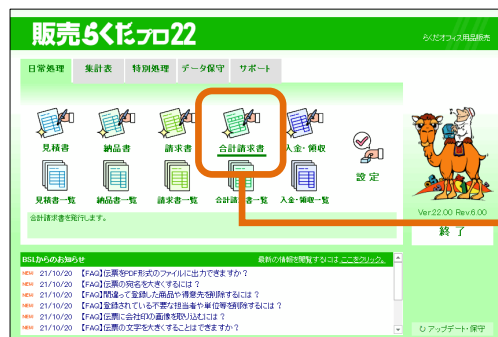 販売らくだプロ22
らくだオフィス用品販売
日常処理 集計表 特別処理 データ保守 サポート
見積書 納品書 請求書 合計請求書 入金・領収
設定
見積書一覧 納品書一覧 請求書一覧 合計請求書一覧 入金・領収一覧
合計請求書を発行します。
Ver.22.00 Rev.6.00
終了
BSLからのお知らせ 最新の情報を閲覧するには ここをクリック。
NEW 21/10/20 【FAQ】伝票をPDF形式のファイルに出力できますか？
NEW 21/10/20 【FAQ】伝票の宛名を大きくするには？
NEW 21/10/20 【FAQ】間違って登録した商品や得意先を削除するには？
NEW 21/10/20 【FAQ】登録されている不要な担当者や単位等を削除するには？
NEW 21/10/20 【FAQ】伝票に会社印の画像を取り込むには？
NEW 21/10/20 【FAQ】伝票の文字を大きくすることはできますか？
アップデート・保守